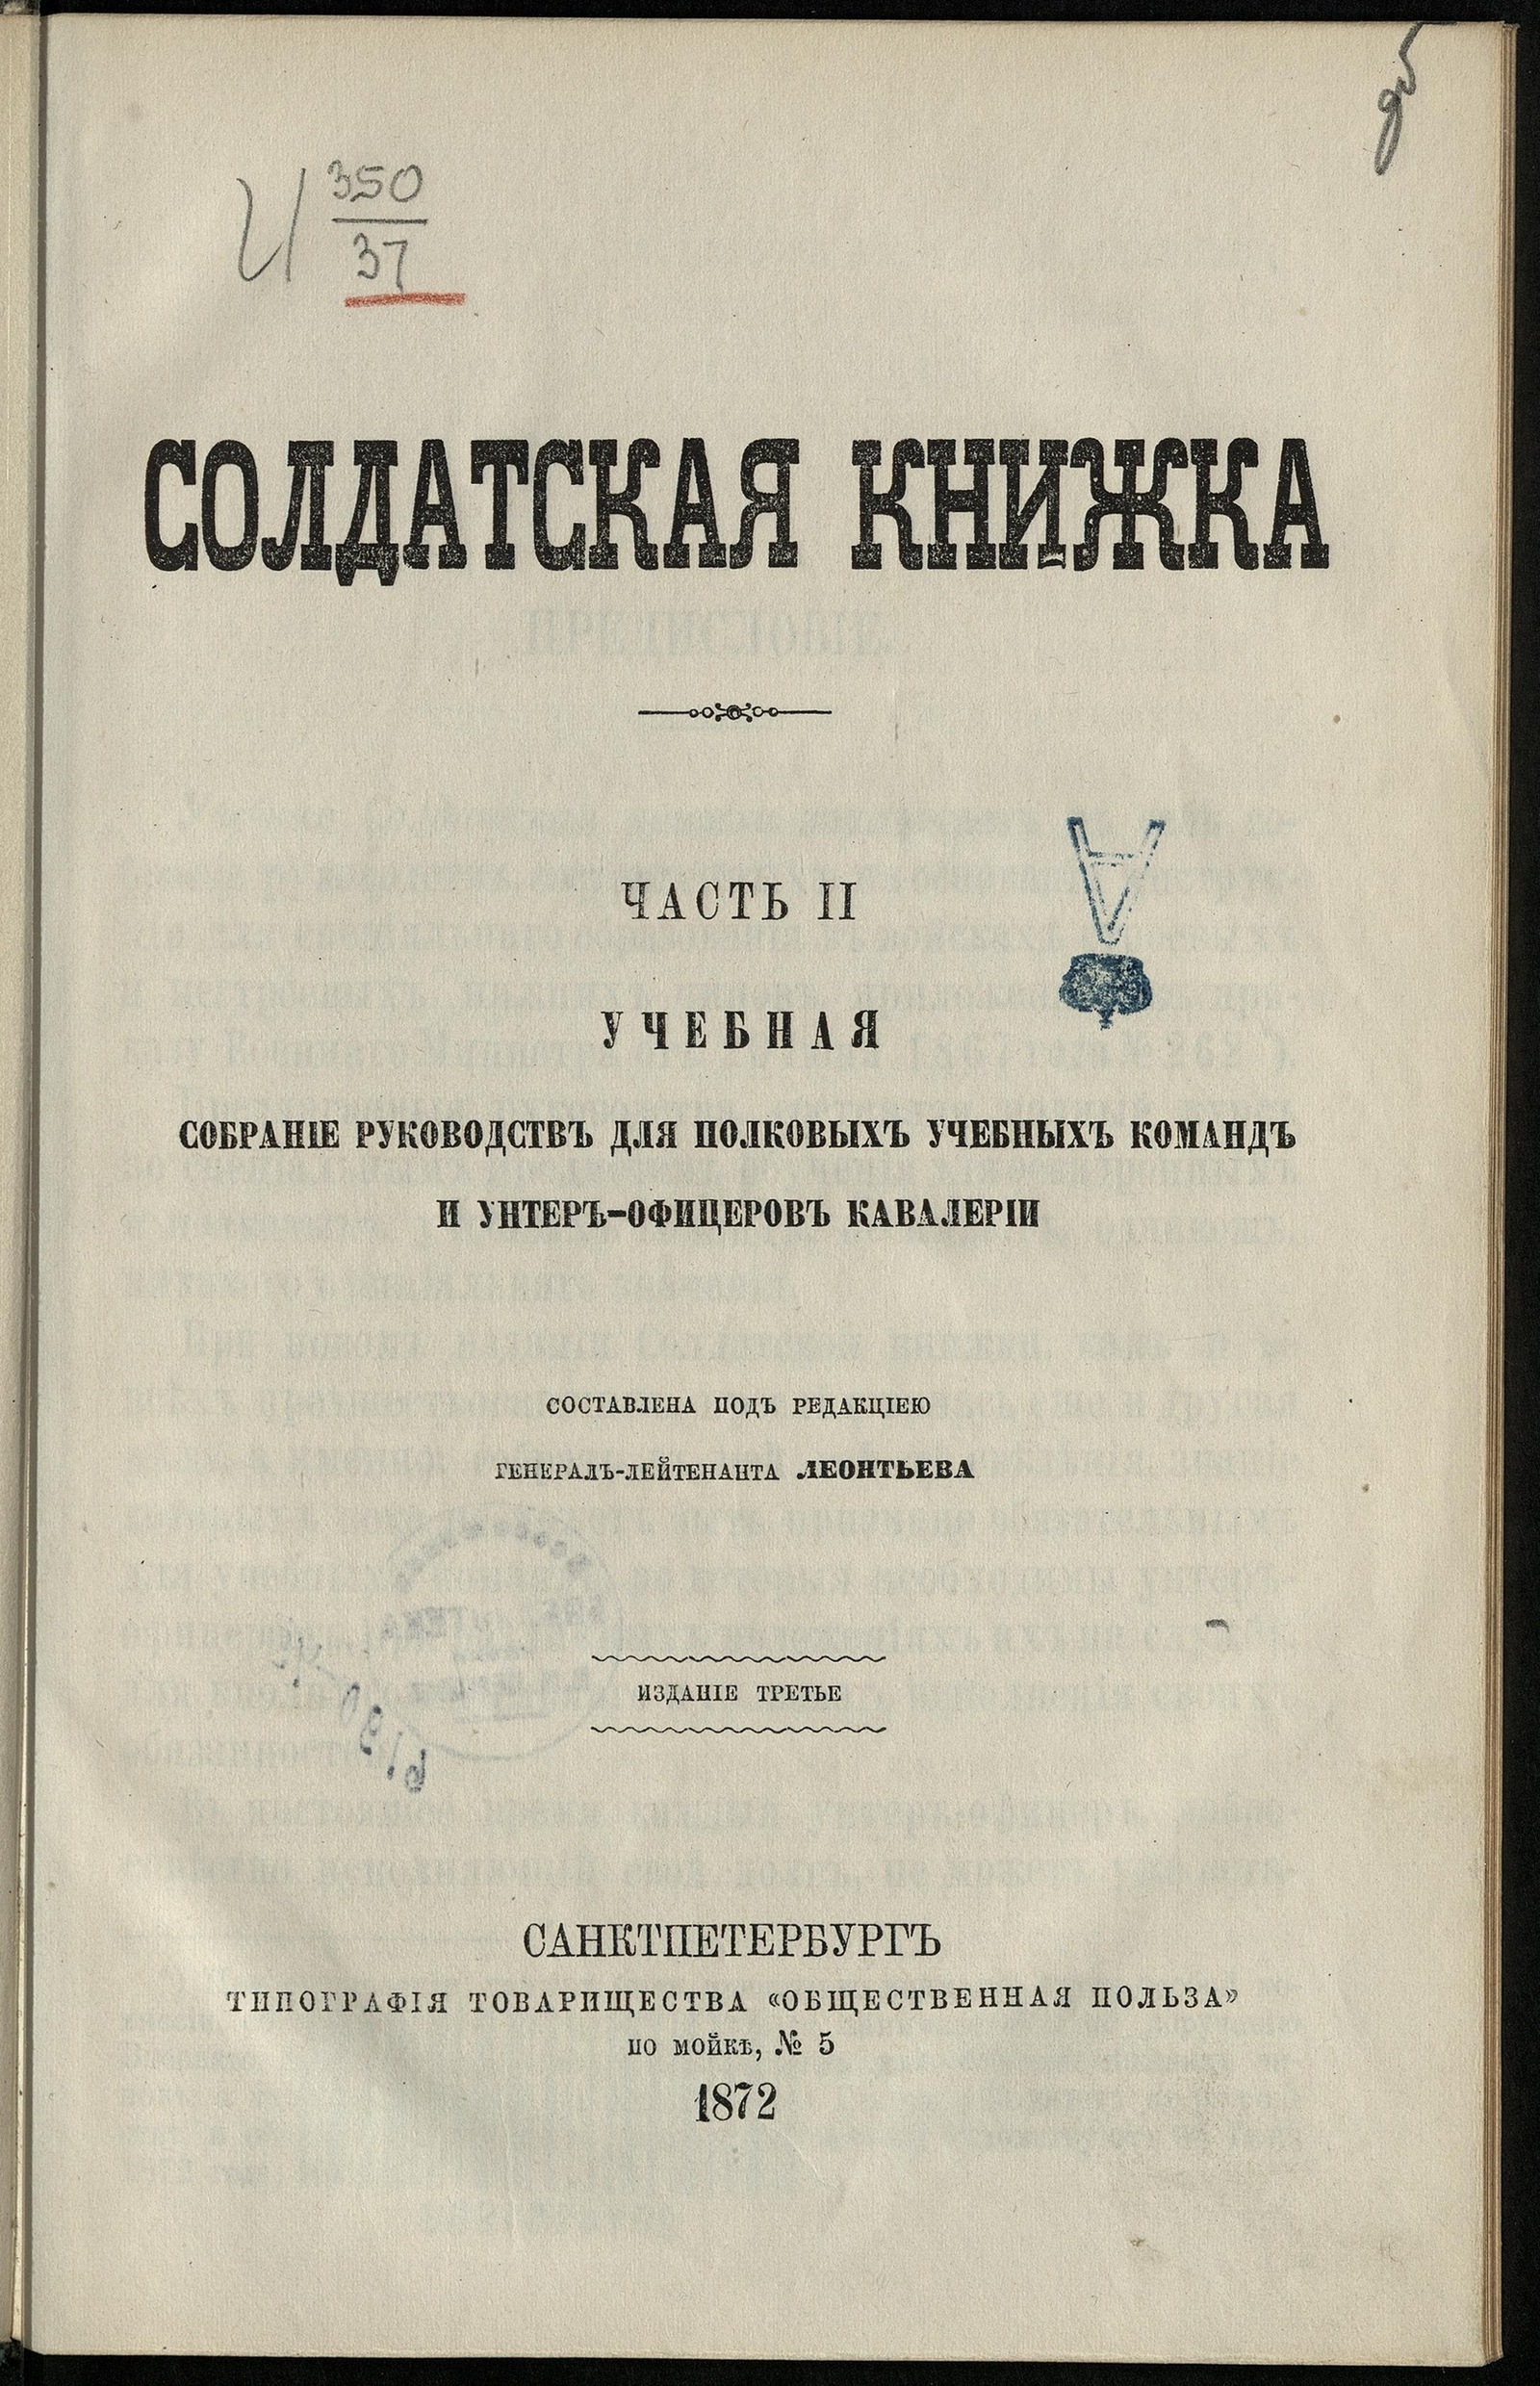 И 350
37
СОЛДАТСКАЯ КНИЖКА
ЧАСТЬ II
УЧЕБНАЯ
СОБРАНІЕ РУКОВОДСТВЪ ДЛЯ ПОЛКОВЫХЪ УЧЕБНЫХЪ КОМАНДЪ
И УНТЕРЪ-ОФИЦЕРОВЪ КАВАЛЕРІИ
СОСТАВЛЕНА ПОДЪ РЕДАКЦІЕЮ
ГЕНЕРАЛЪ-ЛЕЙТЕНАНТА ЛЕОНТЬЕВА
ИЗДАНІЕ ТРЕТЬЕ
САНКТПЕТЕРБУРГЪ
ТИПОГРАФІЯ ТОВАРИЩЕСТВА «ОБЩЕСТВЕННАЯ ПОЛЬЗА»
ПО МОЙКѢ, № 5
1872